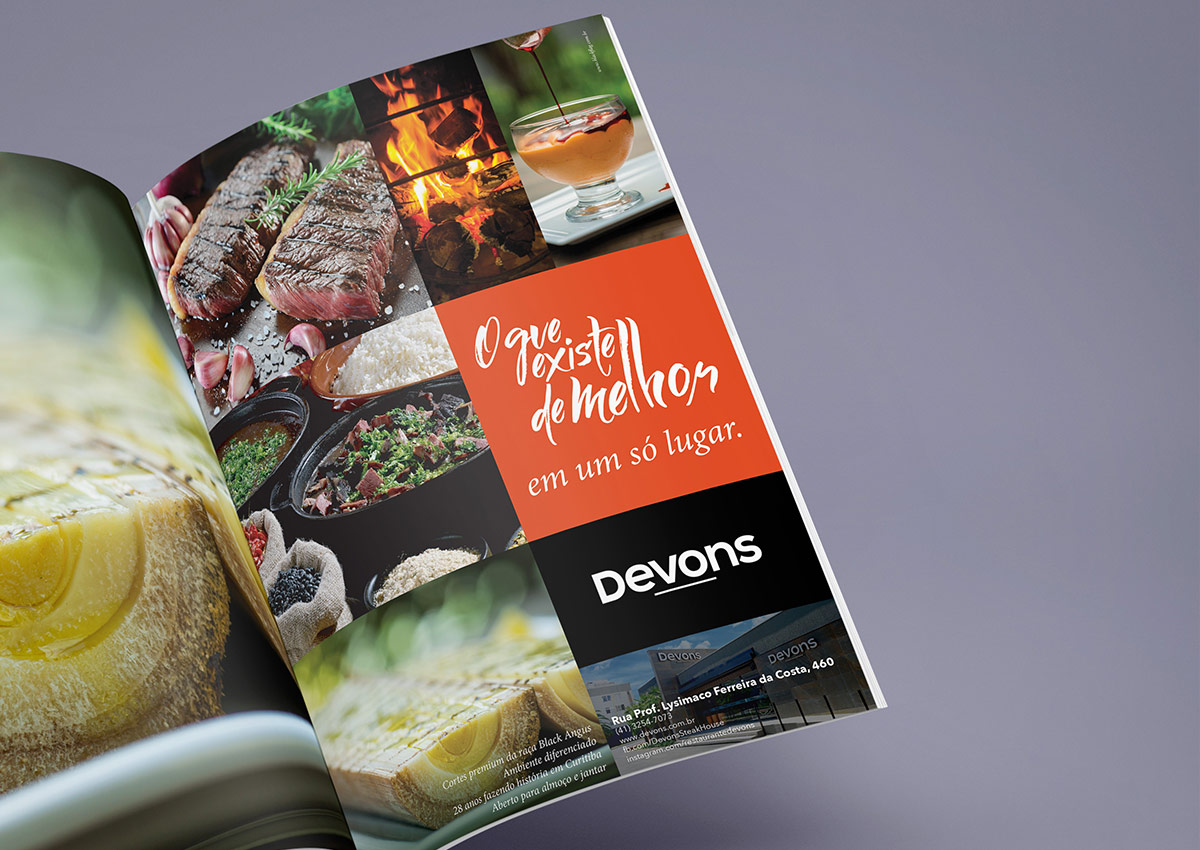 O que
existe
de melhor
em um só lugar.
Devons
Devons
Devons
Rua Prof. Lysimaco Ferreira da Costa, 460
(41) 3254-7073
www.devons.com.br
fb.com/DevonsSteakHouse
instagram.com/restaurantedevons
Cortes premium da raça Black Angus
Ambiente diferenciado
28 anos fazendo história em Curitiba
Aberto para almoço e jantar